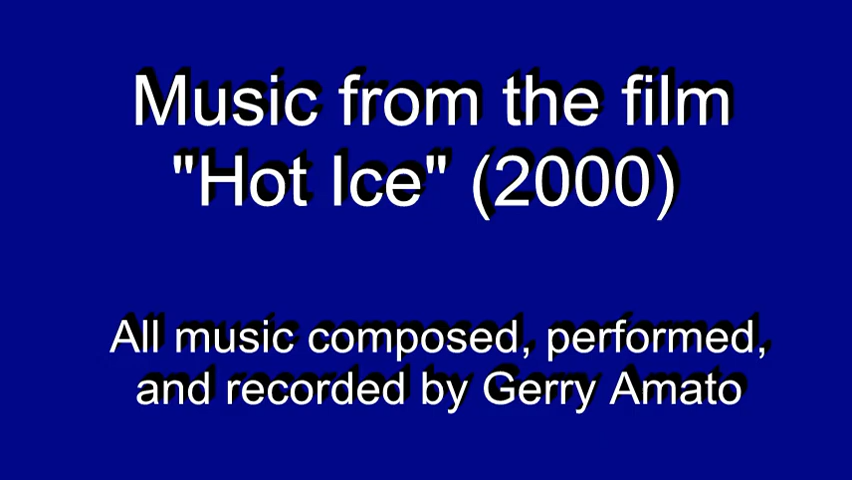 Music from the film
"Hot Ice" (2000)
All music composed, performed,
and recorded by Gerry Amato